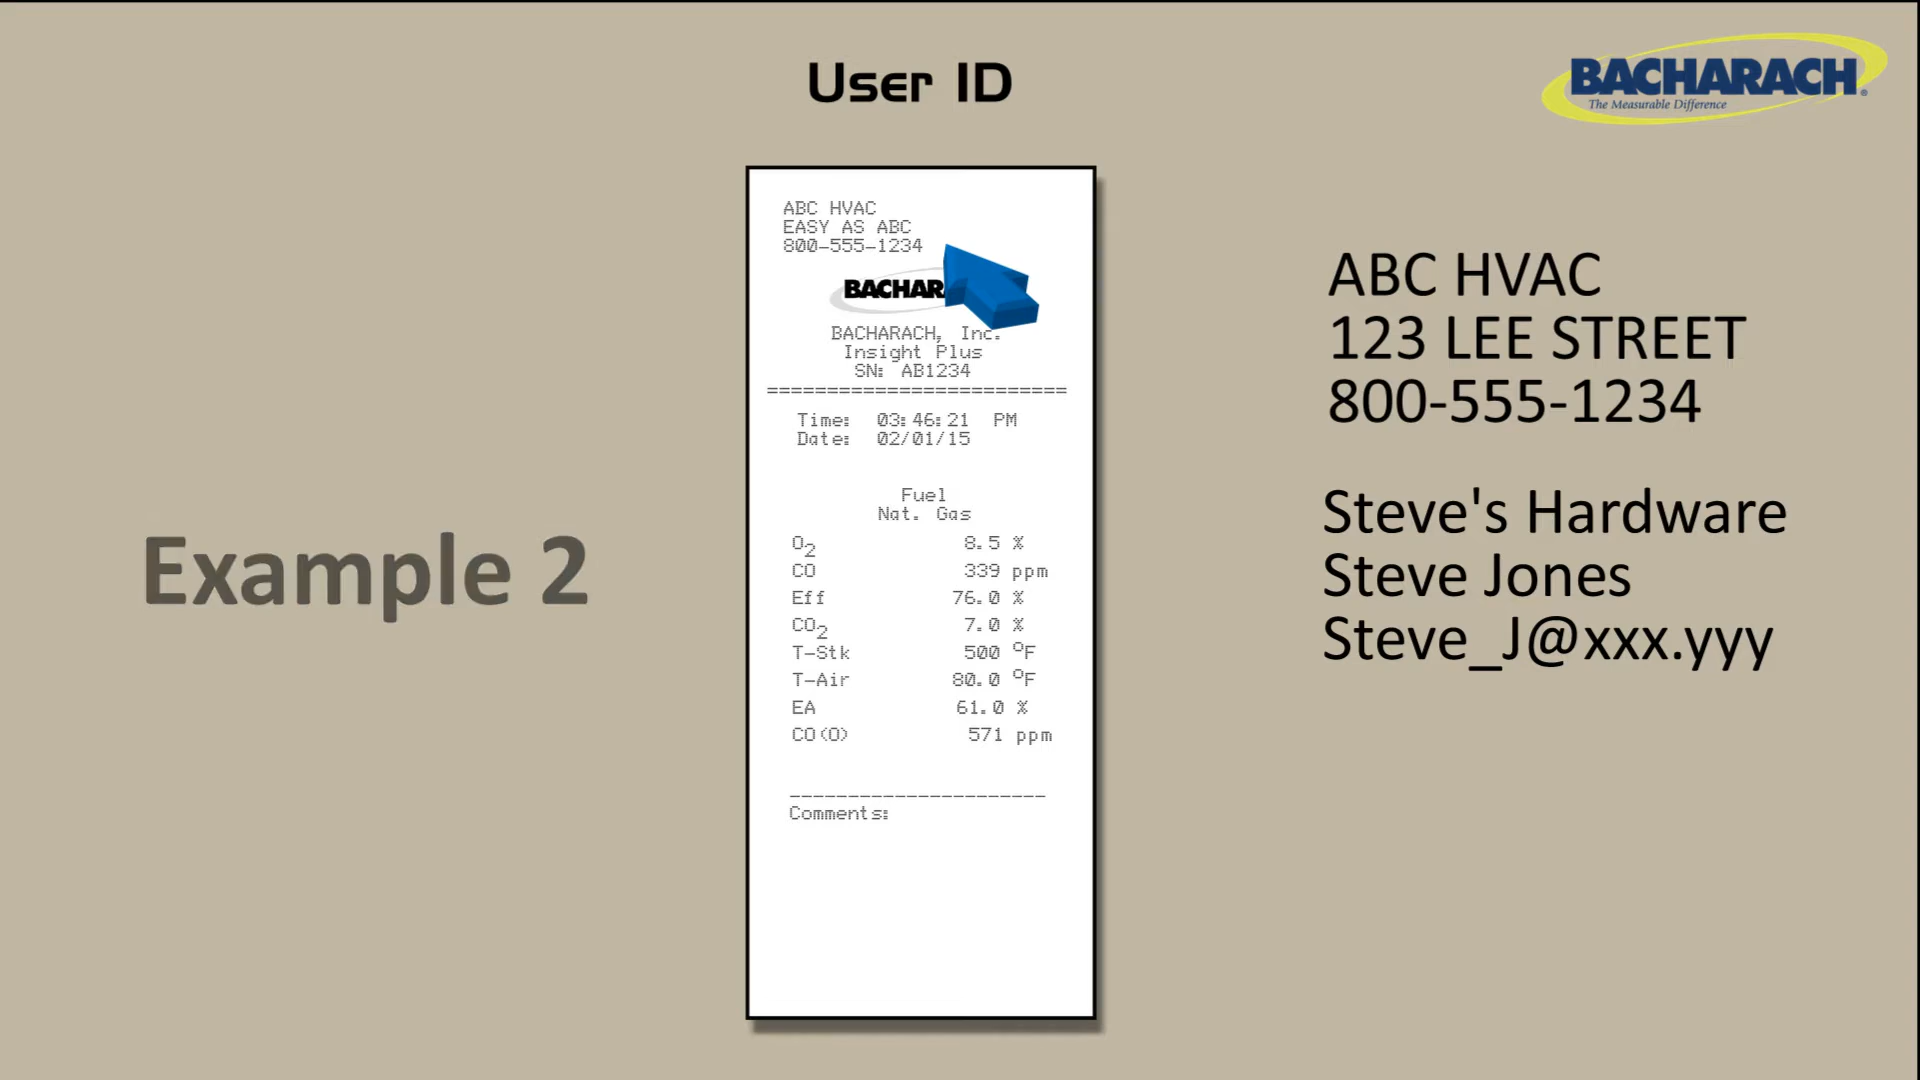 User ID
BACHARACH®
The Measurable Difference
ABC HVAC
EASY AS ABC
800-555-1234
BACHAR
BACHARACH, Inc.
Insight Plus
SN: AB1234
=========================
Time: 03:46:21 PM
Date: 02/01/15
Fuel
Nat. Gas
O₂ 8.5 %
CO 339 ppm
Eff 76.0 %
CO₂ 7.0 %
T-Stk 500 °F
T-Air 80.0 °F
EA 61.0 %
CO(O) 571 ppm
______________________
Comments:
Example 2
ABC HVAC
123 LEE STREET
800-555-1234
Steve's Hardware
Steve Jones
Steve_J@xxx.yyy